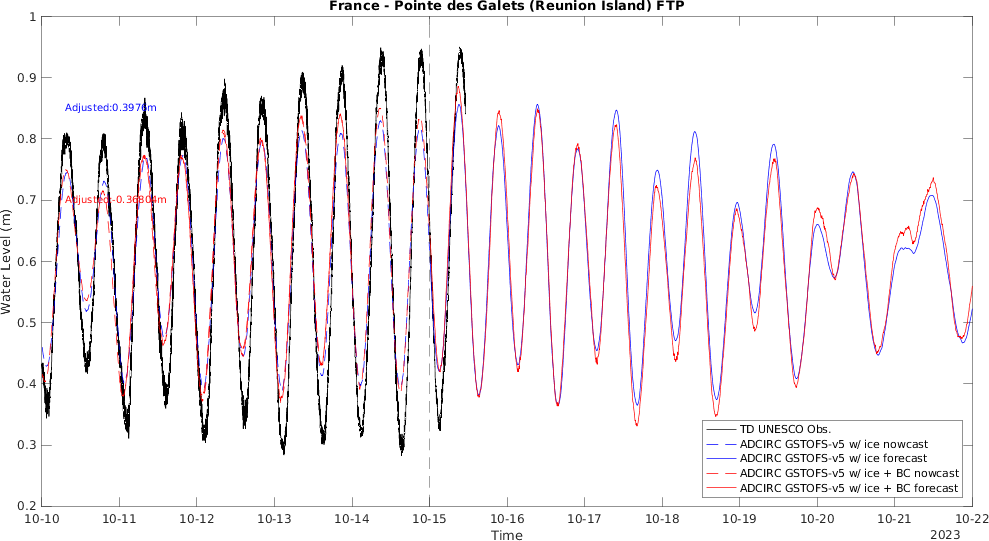 France - Pointe des Galets (Reunion Island) FTP
1
0.9
0.8
0.7
0.6
0.5
0.4
0.3
0.2
Water Level (m)
Adjusted:0.3976m
Adjusted:-0.36804m
TD UNESCO Obs.
ADCIRC GSTOFS-v5 w/ ice nowcast
ADCIRC GSTOFS-v5 w/ ice forecast
ADCIRC GSTOFS-v5 w/ ice + BC nowcast
ADCIRC GSTOFS-v5 w/ ice + BC forecast
10-10 10-11 10-12 10-13 10-14 10-15 10-16 10-17 10-18 10-19 10-20 10-21 10-22
Time
2023